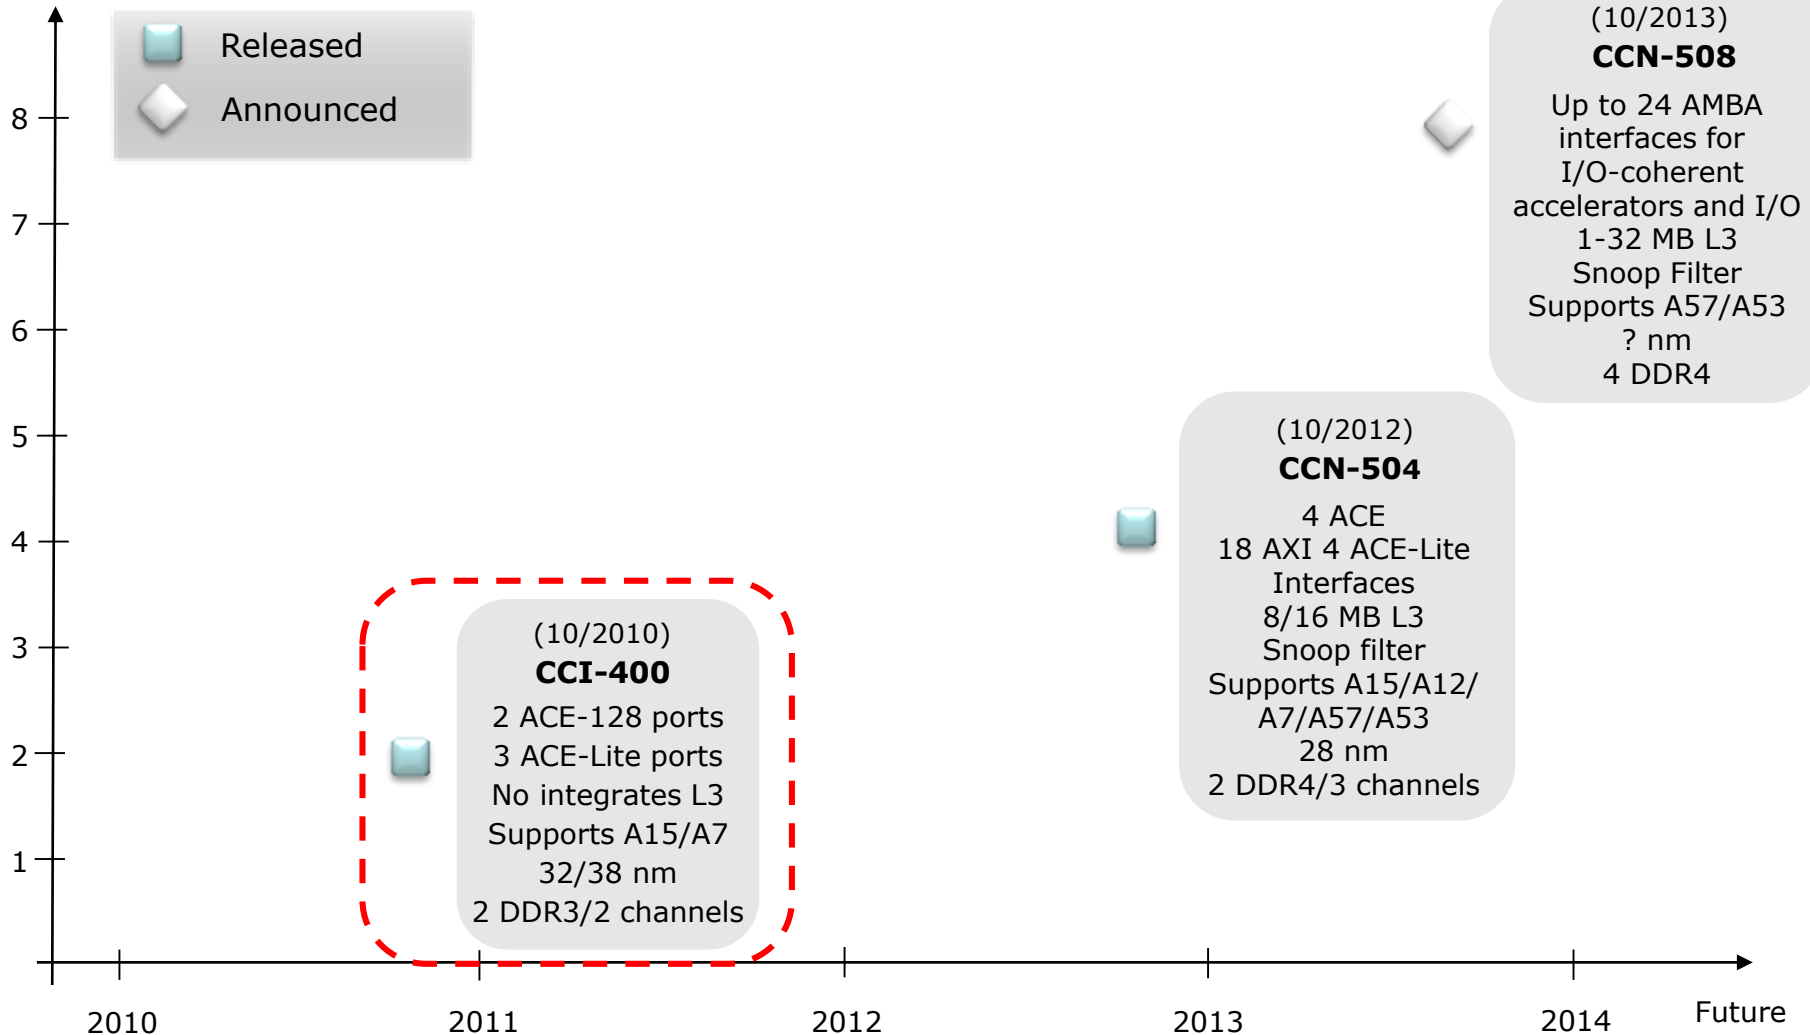 Released
Announced
8
7
6
5
4
3
2
1
(10/2013)
CCN-508
Up to 24 AMBA
interfaces for
I/O-coherent
accelerators and I/O
1-32 MB L3
Snoop Filter
Supports A57/A53
? nm
4 DDR4
(10/2012)
CCN-504
4 ACE
18 AXI 4 ACE-Lite
Interfaces
8/16 MB L3
Snoop filter
Supports A15/A12/
A7/A57/A53
28 nm
2 DDR4/3 channels
(10/2010)
CCI-400
2 ACE-128 ports
3 ACE-Lite ports
No integrates L3
Supports A15/A7
32/38 nm
2 DDR3/2 channels
2010
2011
2012
2013
2014
Future